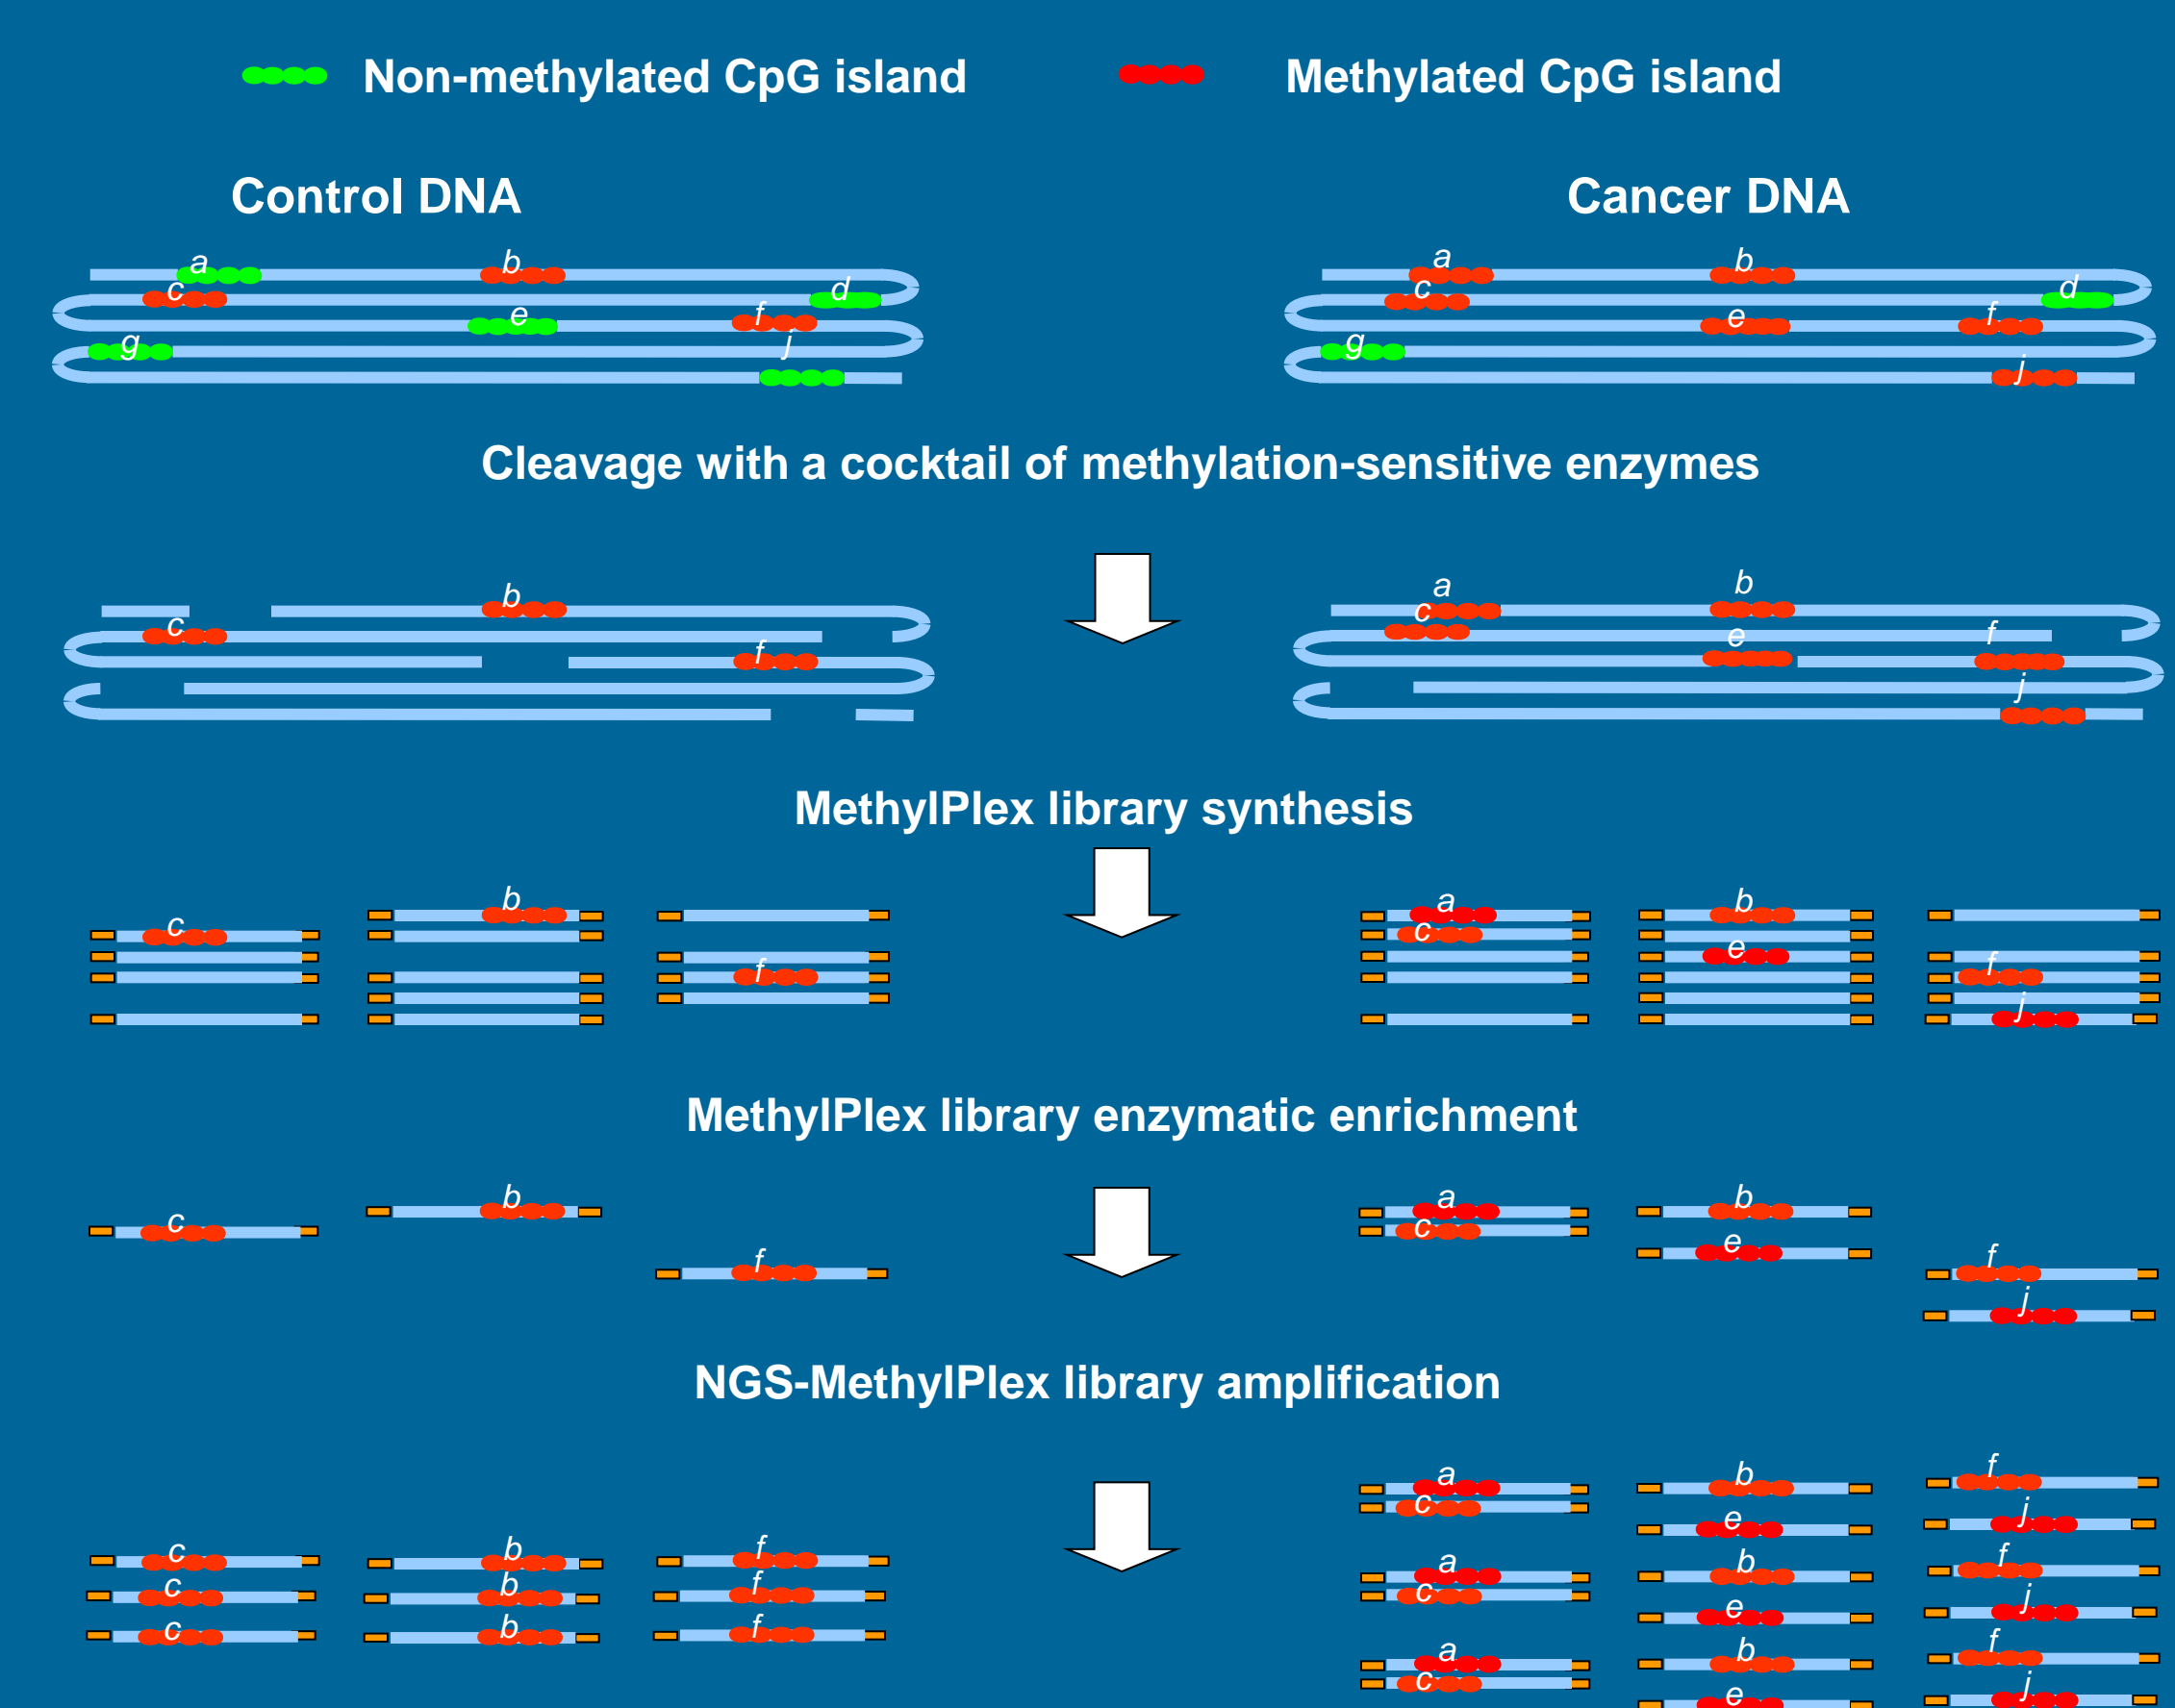 Non-methylated CpG island
Methylated CpG island
Control DNA
Cancer DNA
a
b
c
d
e
f
g
j
a
b
c
d
e
f
g
j
Cleavage with a cocktail of methylation-sensitive enzymes
b
c
f
a
b
c
e
f
j
MethylPlex library synthesis
c
b
f
a
b
c
e
f
j
MethylPlex library enzymatic enrichment
c
b
f
a
b
c
e
f
j
NGS-MethylPlex library amplification
c
b
f
c
b
f
c
b
f
a
b
f
c
e
j
a
b
f
c
e
j
a
b
f
c
e
j